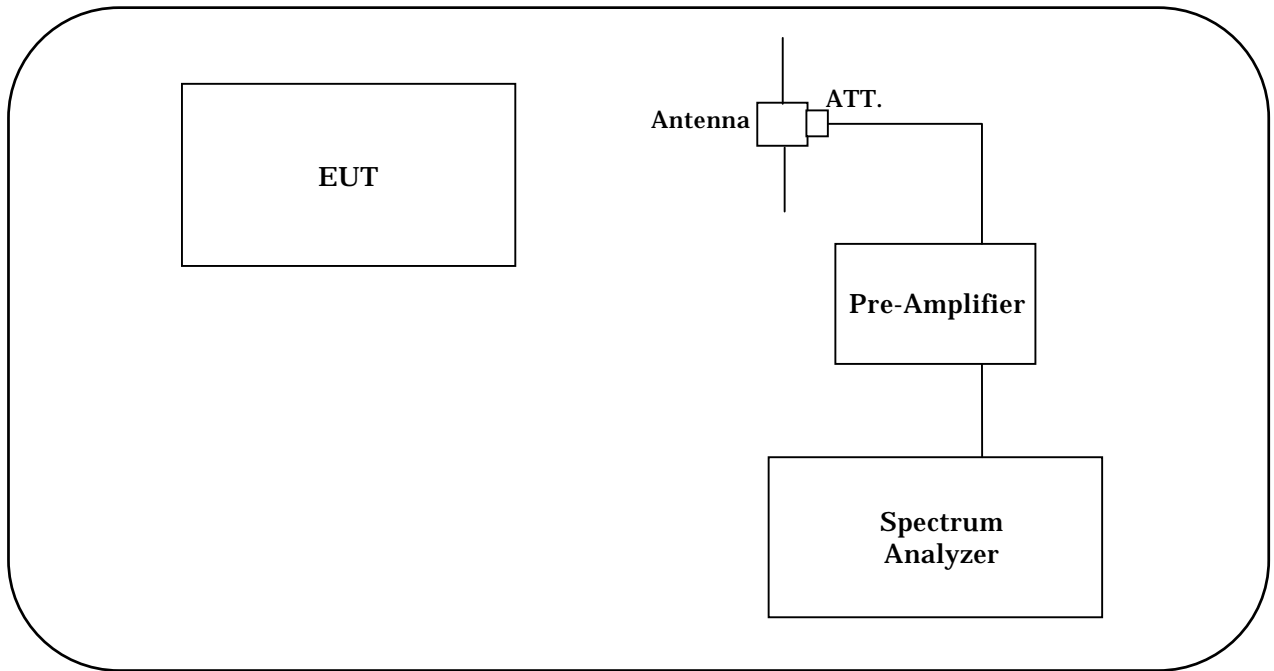 ATT.
Antenna
EUT
Pre-Amplifier
Spectrum
Analyzer